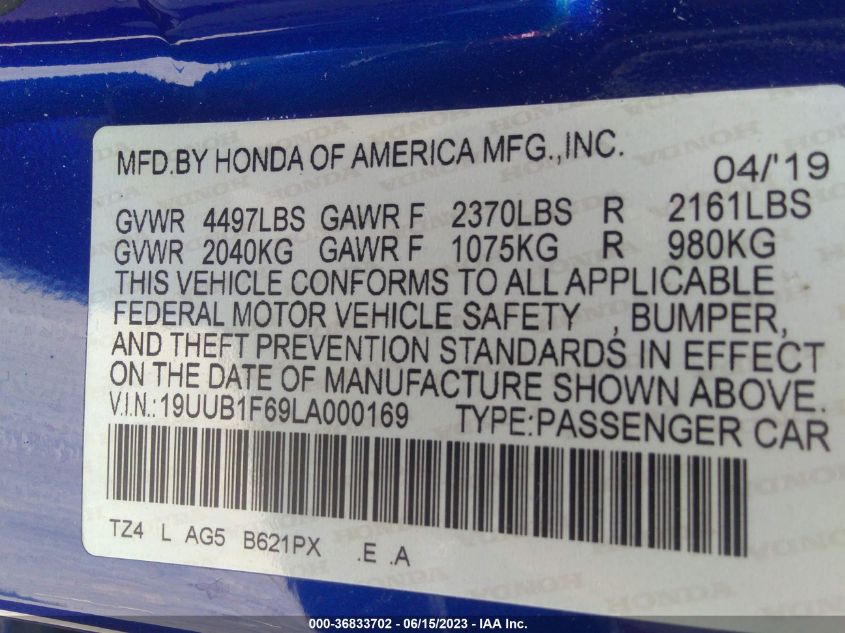 MFD.BY HONDA OF AMERICA MFG.,INC.
04/'19
GVWR 4497LBS GAWR F 2370LBS R 2161LBS
GVWR 2040KG GAWR F 1075KG R 980KG
THIS VEHICLE CONFORMS TO ALL APPLICABLE
FEDERAL MOTOR VEHICLE SAFETY , BUMPER,
AND THEFT PREVENTION STANDARDS IN EFFECT
ON THE DATE OF MANUFACTURE SHOWN ABOVE.
V.I.N.:19UUB1F69LA000169 TYPE:PASSENGER CAR
TZ4 L AG5 B621PX .E .A
000-36833702 - 06/15/2023 - IAA Inc.